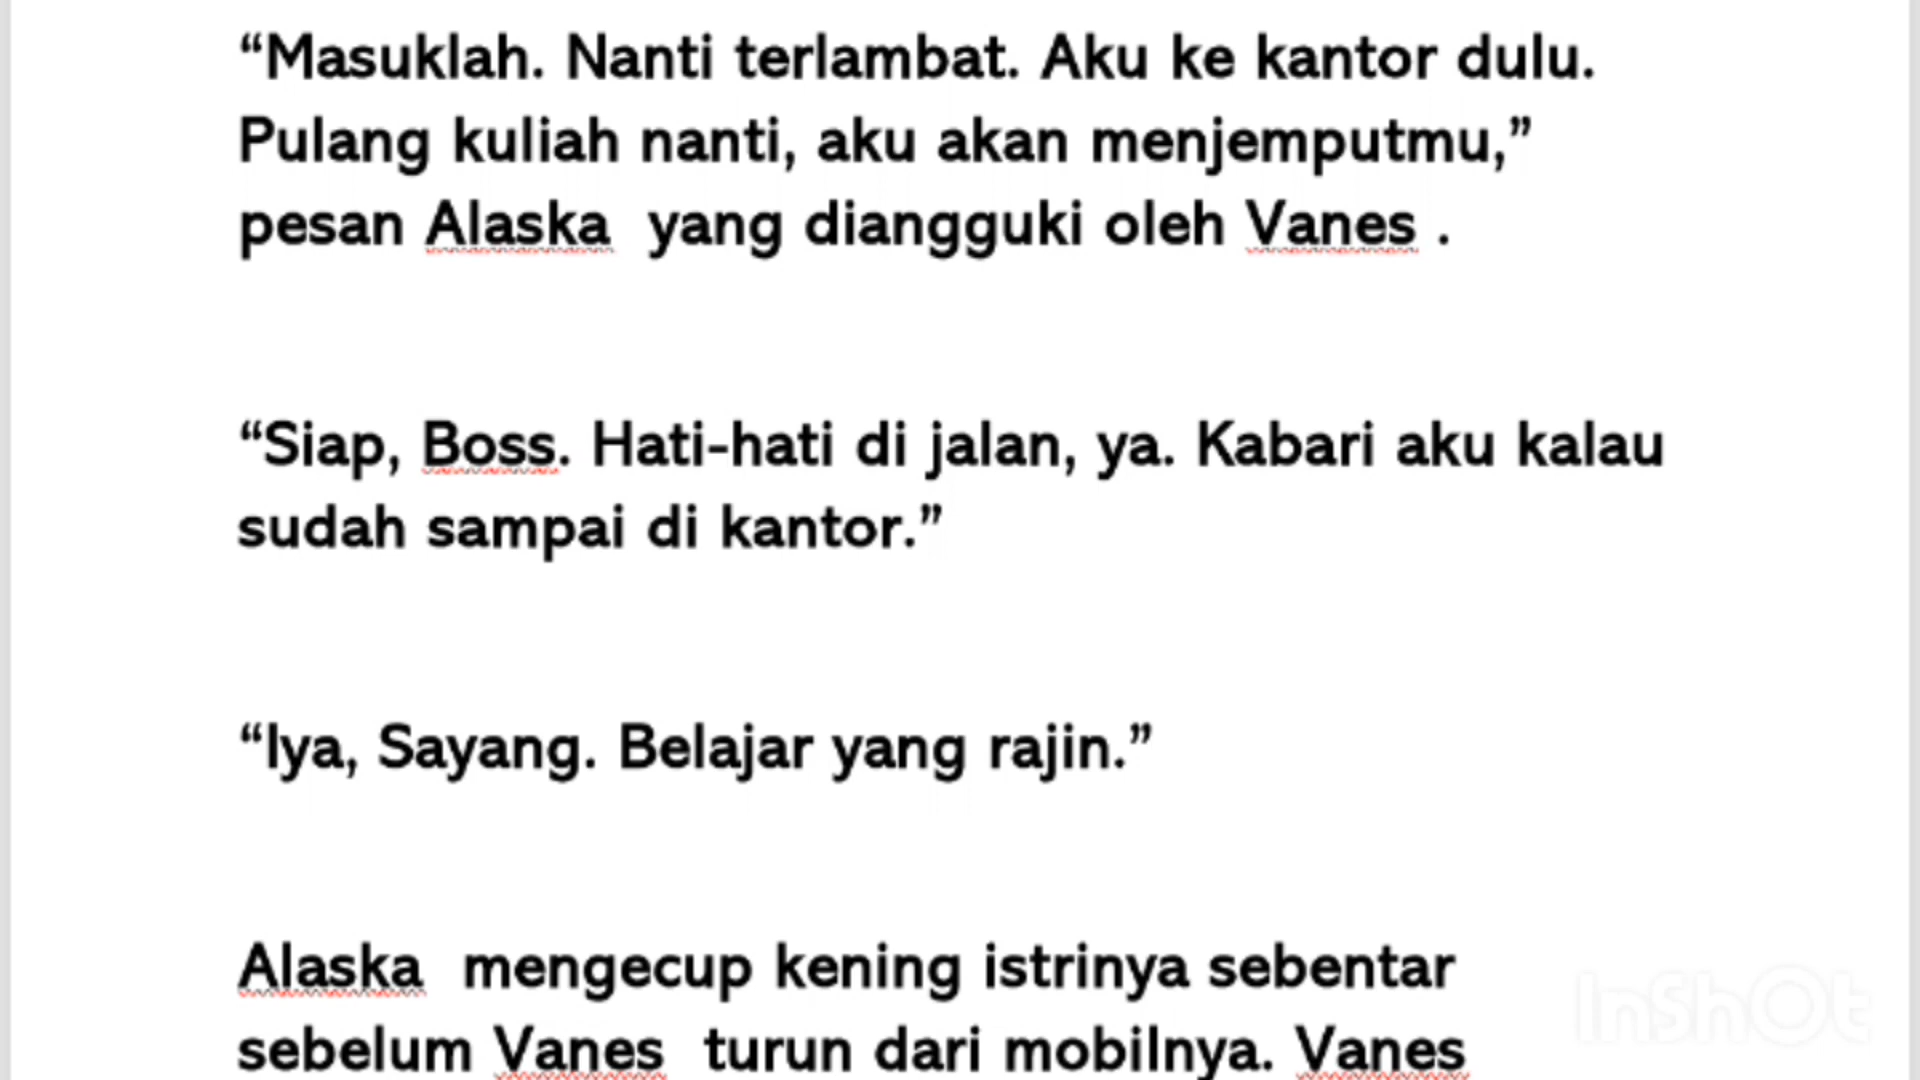 “Masuklah. Nanti terlambat. Aku ke kantor dulu.
Pulang kuliah nanti, aku akan menjemputmu,”
pesan Alaska  yang diangguki oleh Vanes .
“Siap, Boss. Hati-hati di jalan, ya. Kabari aku kalau
sudah sampai di kantor.”
“Iya, Sayang. Belajar yang rajin.”
Alaska  mengecup kening istrinya sebentar
sebelum Vanes  turun dari mobilnya. Vanes
InShOt